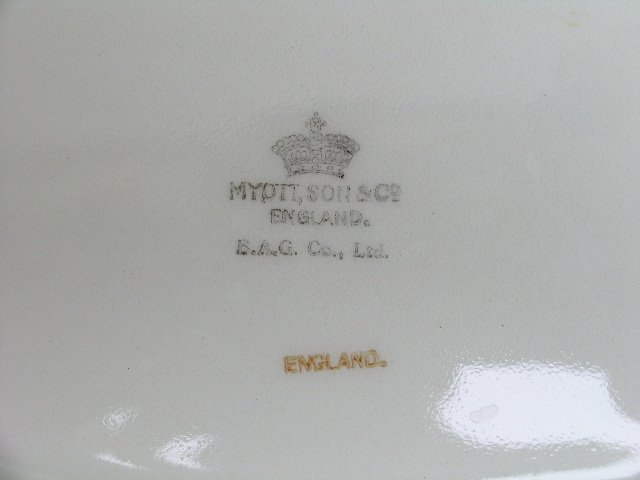 MYOTT, SON & Co
ENGLAND.
B.A.G. Co., Ltd.
ENGLAND.